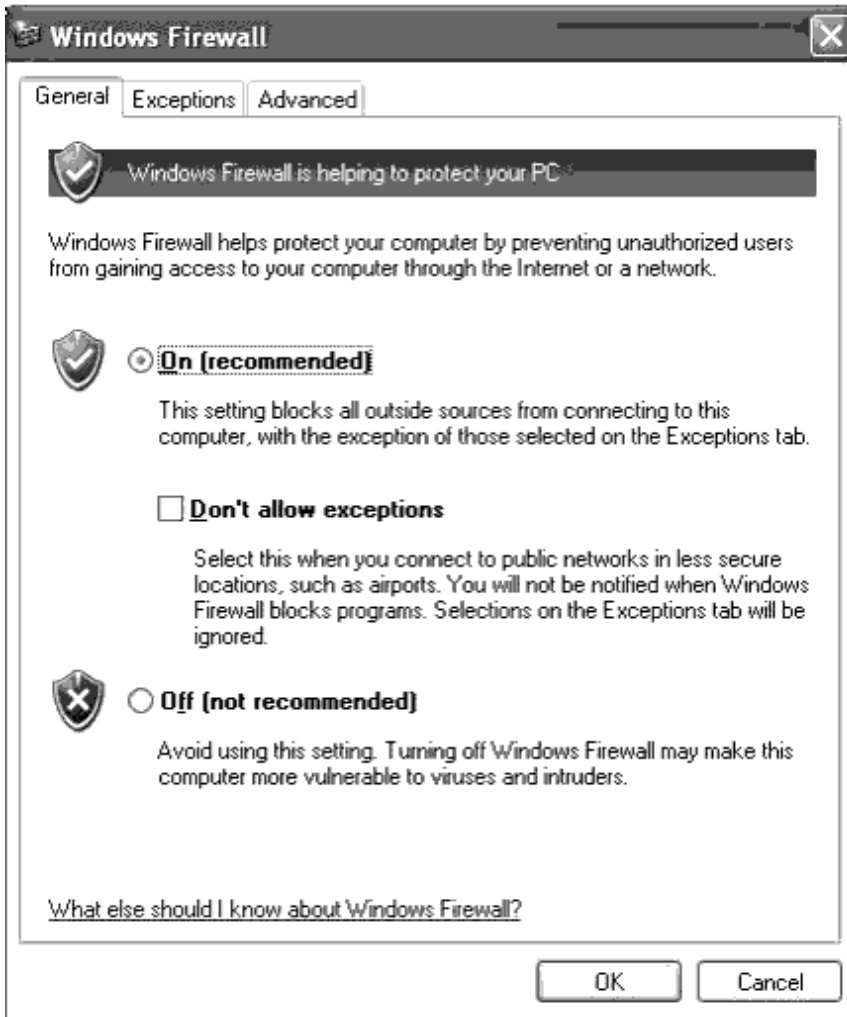 Windows Firewall
General
Exceptions
Advanced
Windows Firewall is helping to protect your PC
Windows Firewall helps protect your computer by preventing unauthorized users
from gaining access to your computer through the Internet or a network.
On (recommended)
This setting blocks all outside sources from connecting to this
computer, with the exception of those selected on the Exceptions tab.
Don't allow exceptions
Select this when you connect to public networks in less secure
locations, such as airports. You will not be notified when Windows
Firewall blocks programs. Selections on the Exceptions tab will be
ignored.
Off (not recommended)
Avoid using this setting. Turning off Windows Firewall may make this
computer more vulnerable to viruses and intruders.
What else should I know about Windows Firewall?
OK
Cancel